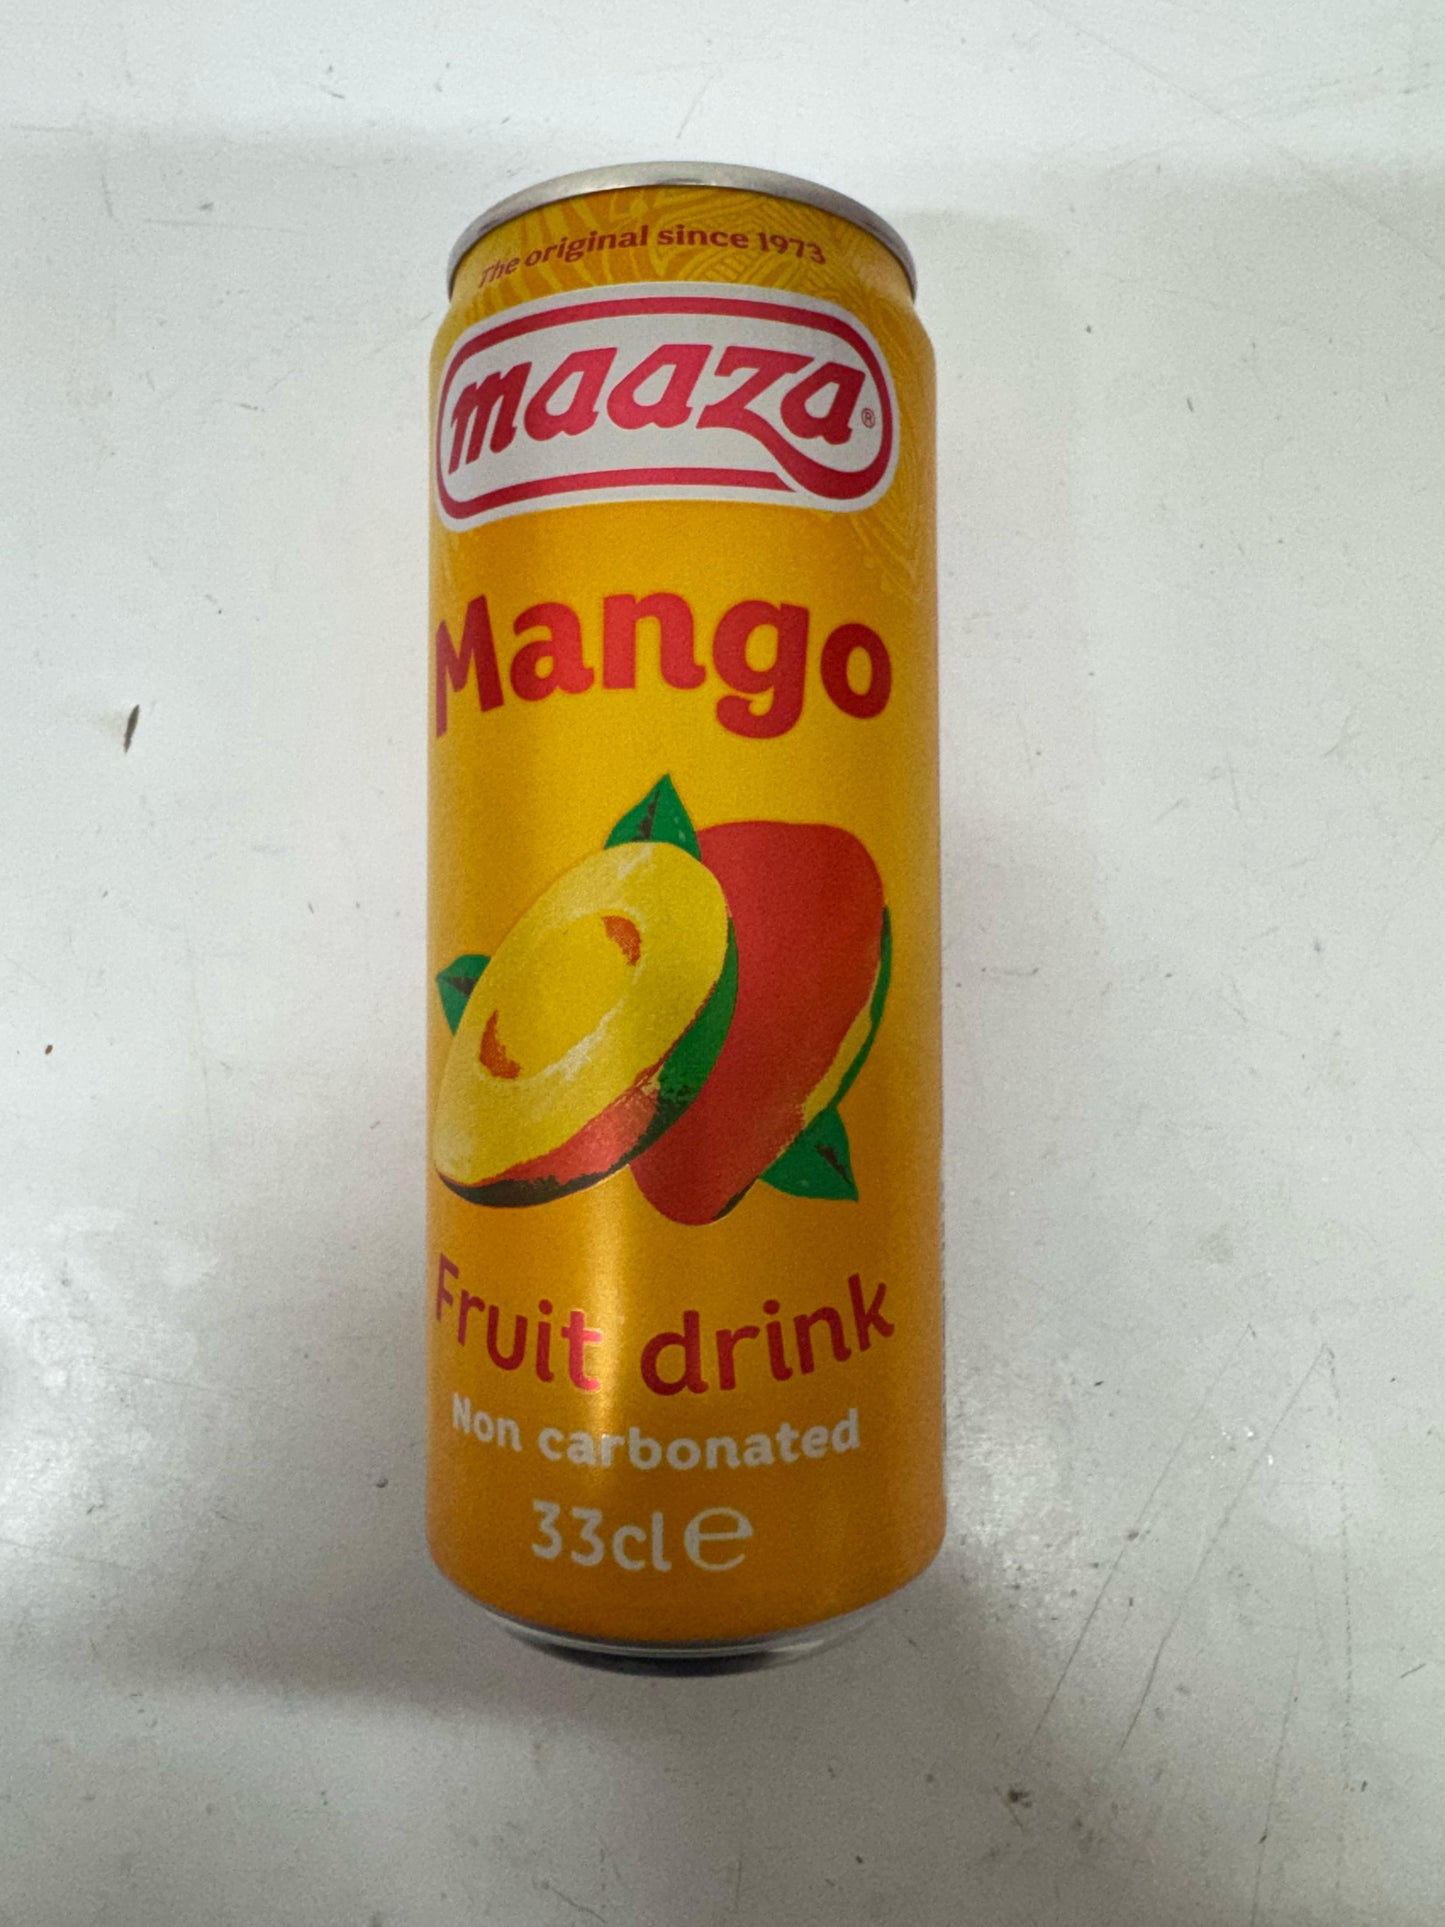 The original since 1973
maaza®
Mango
Fruit drink
Non carbonated
33cl ℮